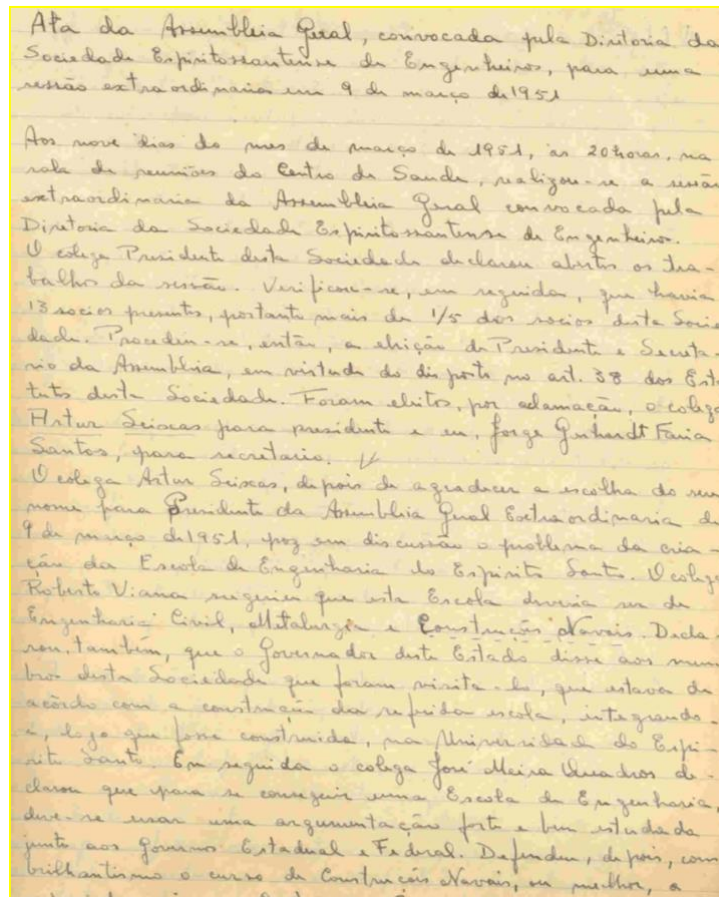 Ata da Assembleia Geral, convocada pela Diretoria da
Sociedade Espiritossantense de Engenheiros, para uma
sessão extraordinaria em 9 de março de 1951
Aos nove dias do mes de março de 1951, as 20 horas, na
sala de reuniões do Centro de Saude, realizou-se a sessão
extraordinaria da Assembleia Geral convocada pela
Diretoria da Sociedade Espiritossantense de Engenheiros.
O colega Presidente desta Sociedade declarou abertos os tra-
balhos da sessão. Verificou-se, em seguida, que havia
13 socios presentes, portanto mais de 1/5 dos socios desta Socie
dade. Procedeu-se, então, a eleição de Presidente e Secreta-
rio da Assembleia, em virtude do disposto no art. 38 dos Est
tuto desta Sociedade. Foram eleitos, por aclamação, o colega
Artur Seixas para presidente e eu, Jorge Faria
Santos, para secretario.
O colega Artur Seixas, depois de agradecer a escolha do seu
nome para Presidente da Assembleia Geral Extraordinaria de
9 de março de 1951, poz em discussão o problema da cria-
ção da Escola de Engenharia do Espirito Santo. O colega
Roberto Viana sugeriu que esta Escola deveria ser de
Engenharia Civil, Metalurgia e Construções Navais. Decla-
rou, também, que o Governador deste Estado disse aos mem
bros desta Sociedade que foram visita-lo, que estava de
acôrdo com a construção da referida escola, integrando-
a, logo que fosse construida, na Universidade do Espi-
rito Santo. Em seguida o colega José Meira Quadros de-
clarou que para se conseguir uma Escola de Engenharia,
deve-se usar uma argumentação forte e bem estudada
junto aos Governos Estadual e Federal. Defendeu, depois, com
brilhantismo o curso de Construções Navais, ou melhor, a